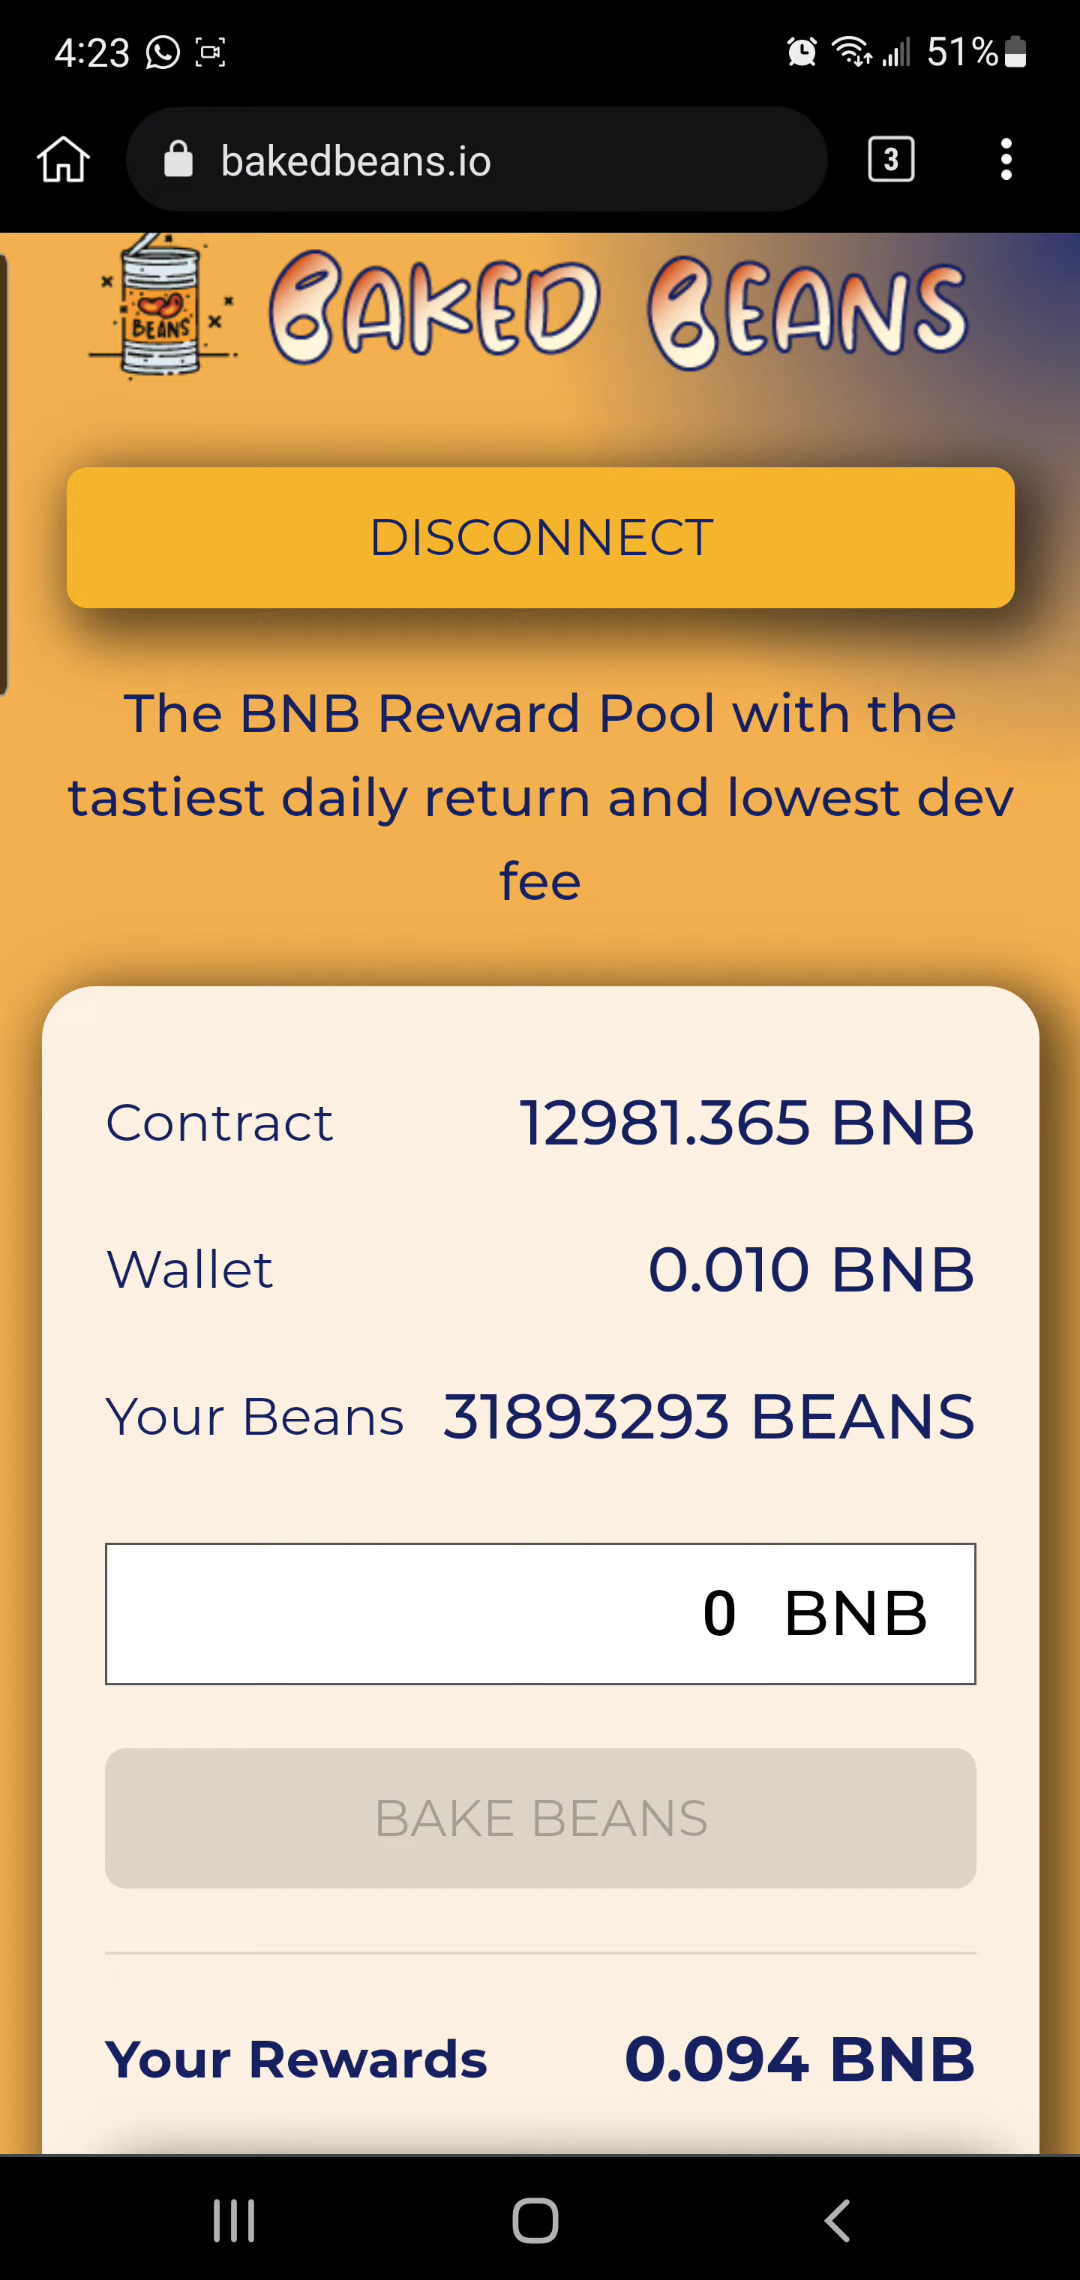 4:23 51%
bakedbeans.io 3
BEANS BAKED BEANS
DISCONNECT
The BNB Reward Pool with the
tastiest daily return and lowest dev
fee
Contract 12981.365 BNB
Wallet 0.010 BNB
Your Beans 31893293 BEANS
0 BNB
BAKE BEANS
Your Rewards 0.094 BNB